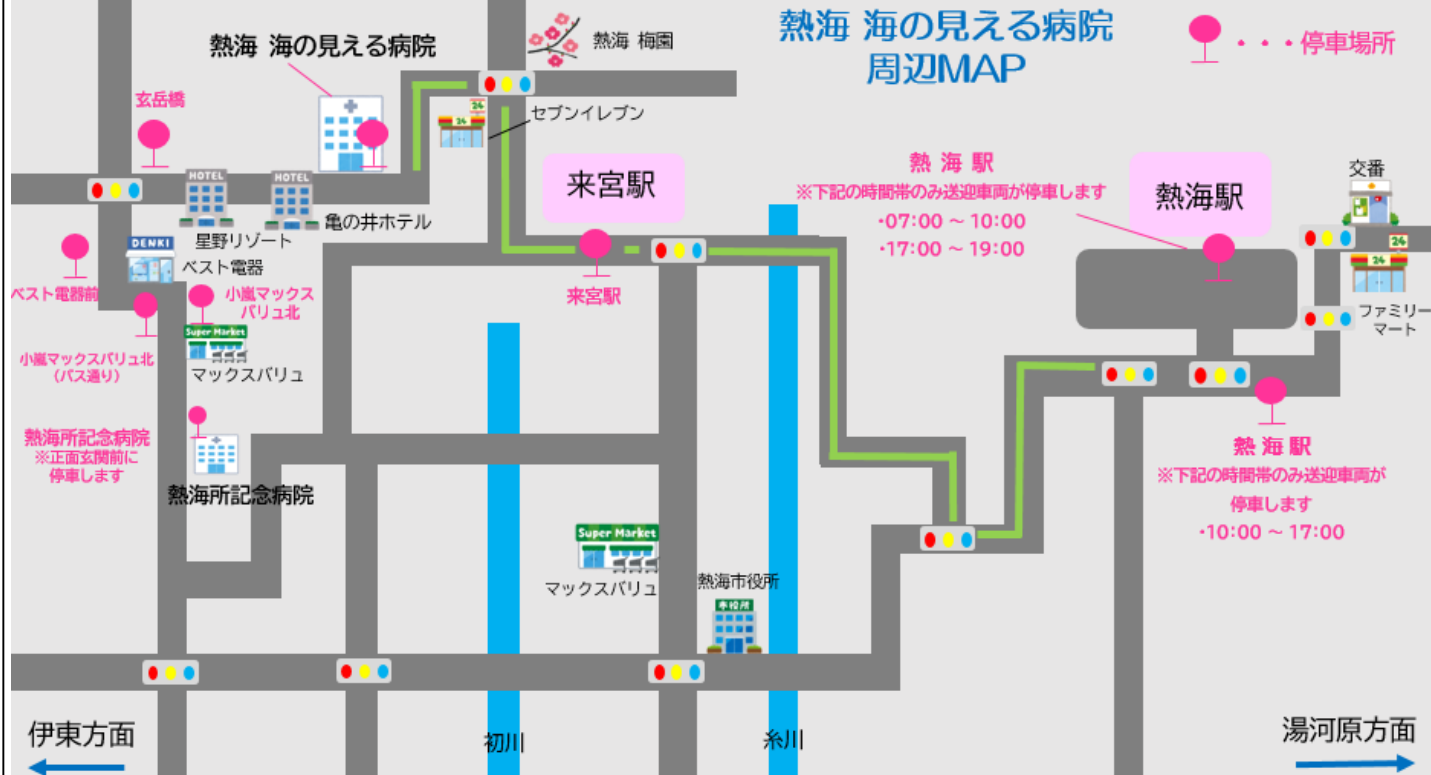 熱海 海の見える病院
周辺MAP
・・・停車場所
熱海 海の見える病院
熱海 梅園
玄岳橋
24
24
セブンイレブン
来宮駅
熱海駅
※下記の時間帯のみ送迎車両が停車します
・07:00 ~ 10:00
・17:00 ~ 19:00
熱海駅
交番
HOTEL
HOTEL
亀の井ホテル
星野リゾート
DENKI
ベスト電器
ベスト電器前
小嵐マックス
バリュ北
来宮駅
24
24
ファミリー
マート
小嵐マックスバリュ北
(バス通り)
Super Market
マックスバリュ
熱海所記念病院
※正面玄関前に
停車します
熱海所記念病院
熱海駅
※下記の時間帯のみ送迎車両が
停車します
・10:00 ~ 17:00
Super Market
マックスバリュ
熱海市役所
市役所
伊東方面
初川
糸川
湯河原方面